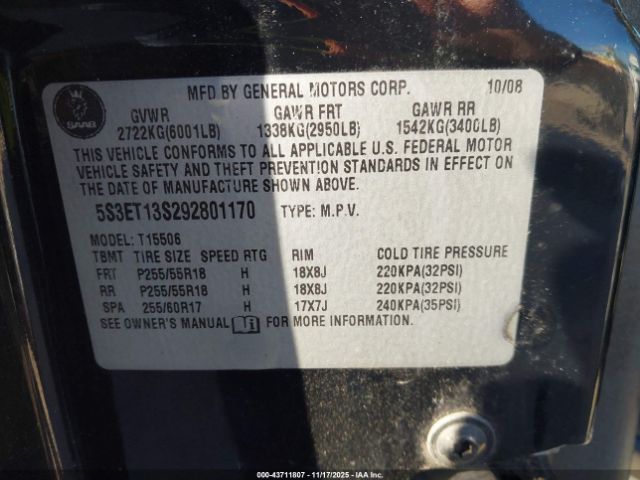 MFD BY GENERAL MOTORS CORP. 10/08
SAAB
GVWR GAWR FRT GAWR RR
2722KG(6001LB) 1338KG(2950LB) 1542KG(3400LB)
THIS VEHICLE CONFORMS TO ALL APPLICABLE U.S. FEDERAL MOTOR
VEHICLE SAFETY AND THEFT PREVENTION STANDARDS IN EFFECT ON
THE DATE OF MANUFACTURE SHOWN ABOVE.
5S3ET13S292801170 TYPE: M.P.V.
MODEL: T15506
TBMT TIRE SIZE SPEED RTG RIM COLD TIRE PRESSURE
FRT P255/55R18 H 18X8J 220KPA(32PSI)
RR P255/55R18 H 18X8J 220KPA(32PSI)
SPA 255/60R17 H 17X7J 240KPA(35PSI)
SEE OWNER'S MANUAL FOR MORE INFORMATION.
000-43711807 - 11/17/2025 - IAA, Inc.